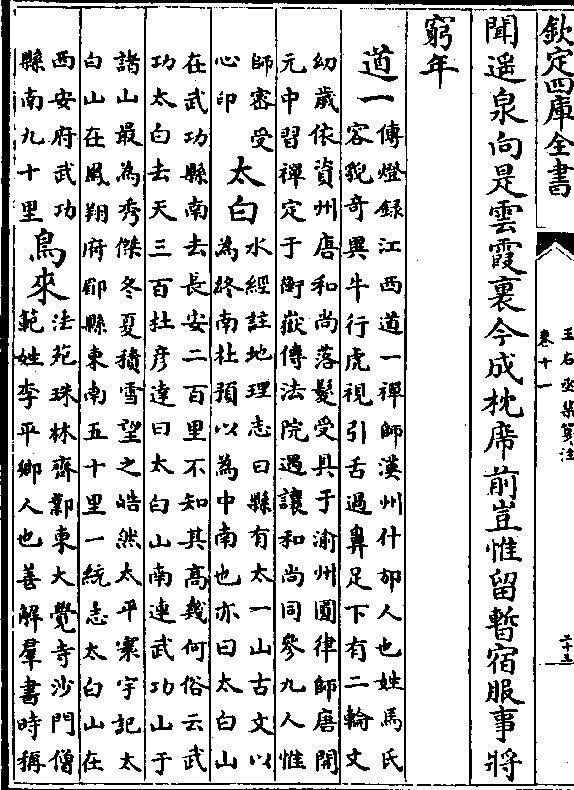 欽定四庫全書
王右丞集箋注
卷十一
二十五
聞遥泉向是雲霞裏今成枕席前豈惟留暫宿服事將
窮年
道一
傳燈錄江西道一禪師漢州什邡人也姓馬氏
容貌奇異牛行虎視引舌過鼻足下有二輪文
幼歲依資州唐和尚落髮受具于渝州圓律師唐開
元中習禪定于衡嶽傳法院遇讓和尚同參九人惟
師密受
心印
太白
水經註地理志曰縣有太一山古文以
為終南杜預以為中南也亦曰太白山
在武功縣南去長安二百里不知其高幾何俗云武
功太白去天三百杜彦達曰太白山南連武功山于
諸山最為秀傑冬夏積雪望之皓然太平寰宇記太
白山在鳳翔府郿縣東南五十里一統志太白山在
西安府武功
縣南九十里
鳥來
法苑珠林齊鄴東大覺寺沙門僧
範姓李平鄉人也善解羣書時稱